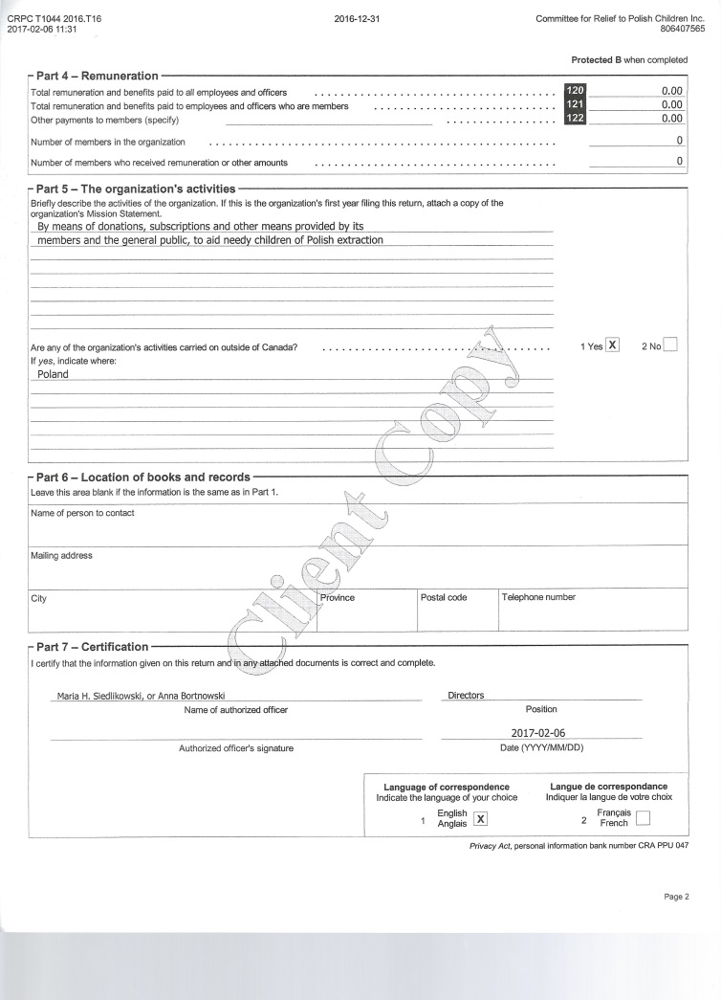 CRPC T1044 2016.T16 2016-12-31 Committee for Relief to Polish Children Inc.
2017-02-06 11:31 806407565
Protected B when completed
Part 4 – Remuneration
Total remuneration and benefits paid to all employees and officers 120 0.00
Total remuneration and benefits paid to employees and officers who are members 121 0.00
Other payments to members (specify) 122 0.00
Number of members in the organization 0
Number of members who received remuneration or other amounts 0
Part 5 – The organization's activities
Briefly describe the activities of the organization. If this is the organization's first year filing this return, attach a copy of the
organization's Mission Statement.
By means of donations, subscriptions and other means provided by its
members and the general public, to aid needy children of Polish extraction
Are any of the organization's activities carried on outside of Canada? 1 Yes X 2 No
If yes, indicate where:
Poland
Client Copy
Part 6 – Location of books and records
Leave this area blank if the information is the same as in Part 1.
Name of person to contact
Mailing address
City Province Postal code Telephone number
Part 7 – Certification
I certify that the information given on this return and in any attached documents is correct and complete.
Maria H. Siedlikowski, or Anna Bortnowski Directors
Name of authorized officer Position
2017-02-06
Authorized officer's signature Date (YYYY/MM/DD)
Language of correspondence Langue de correspondance
Indicate the language of your choice Indiquer la langue de votre choix
1 English Anglais X 2 Français French
Privacy Act, personal information bank number CRA PPU 047
Page 2